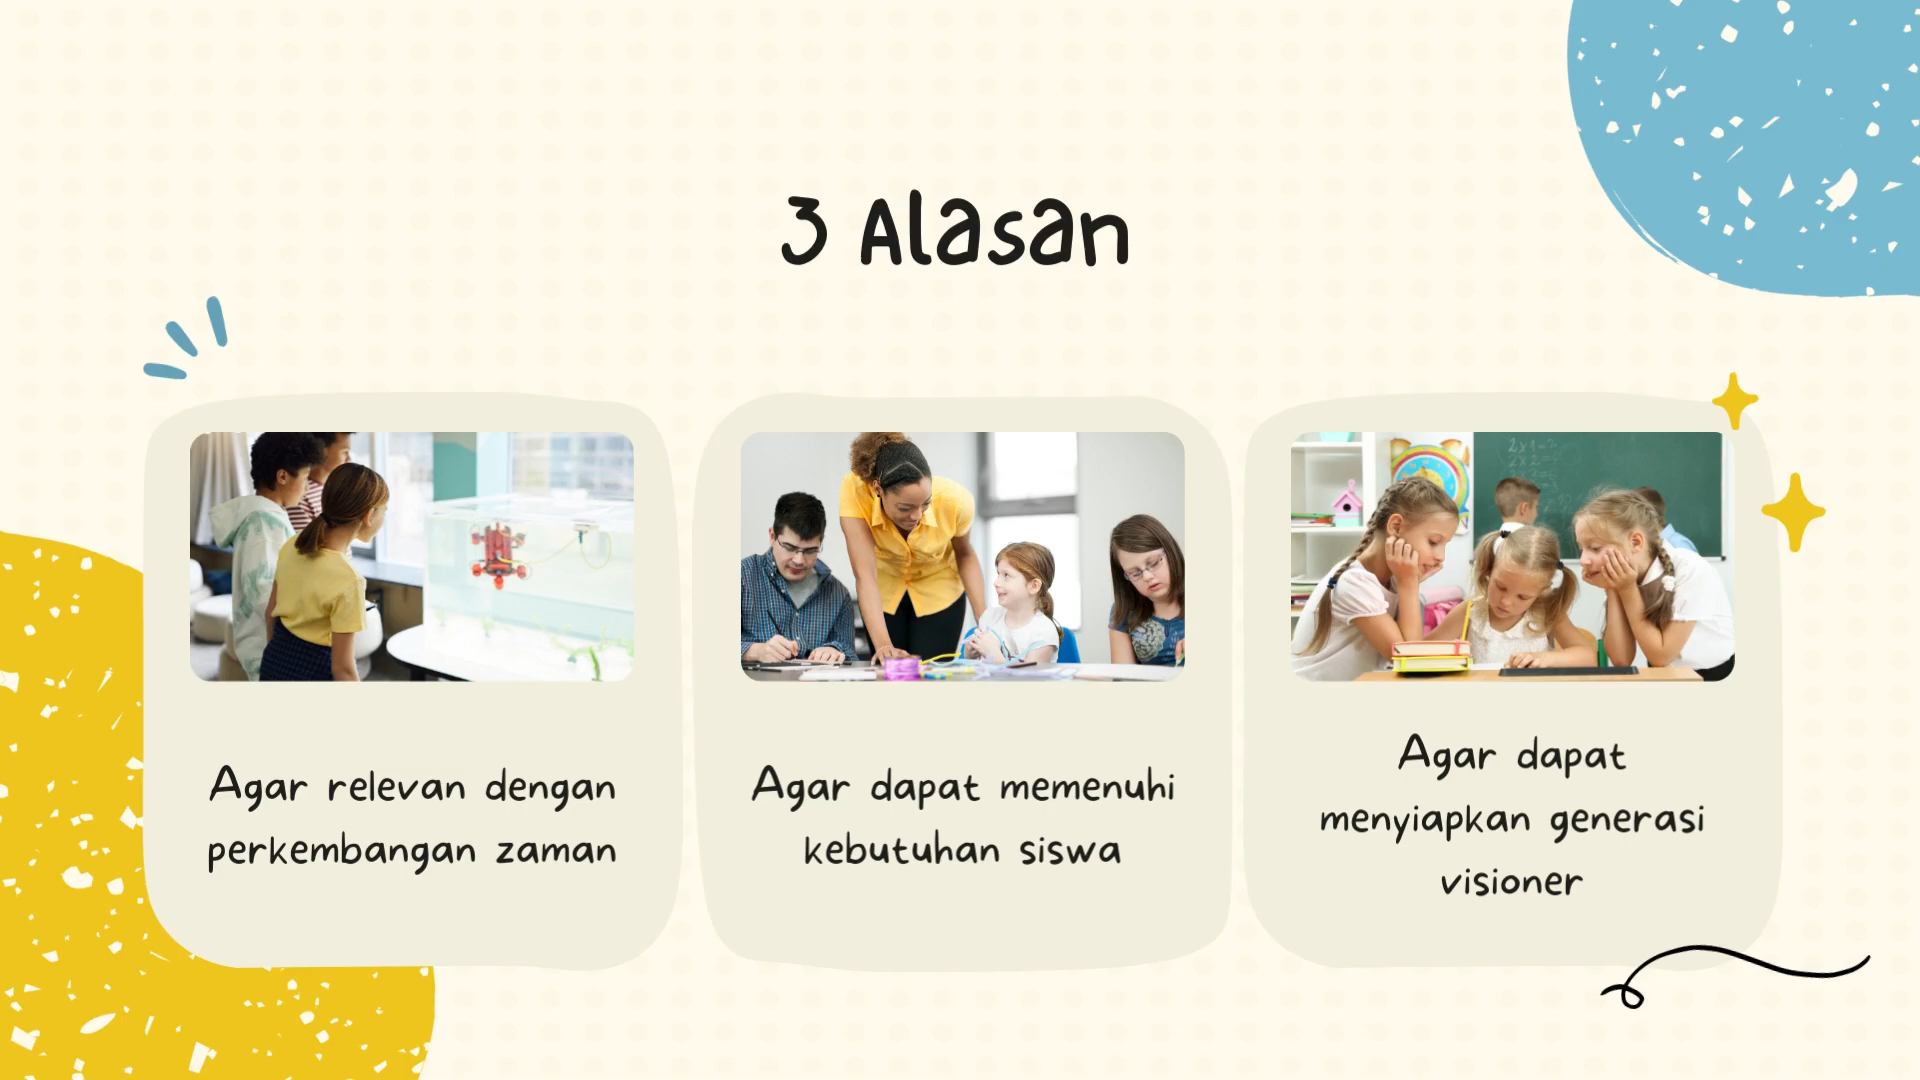 3 Alasan
Agar relevan dengan
perkembangan zaman
Agar dapat memenuhi
kebutuhan siswa
Agar dapat
menyiapkan generasi
visioner